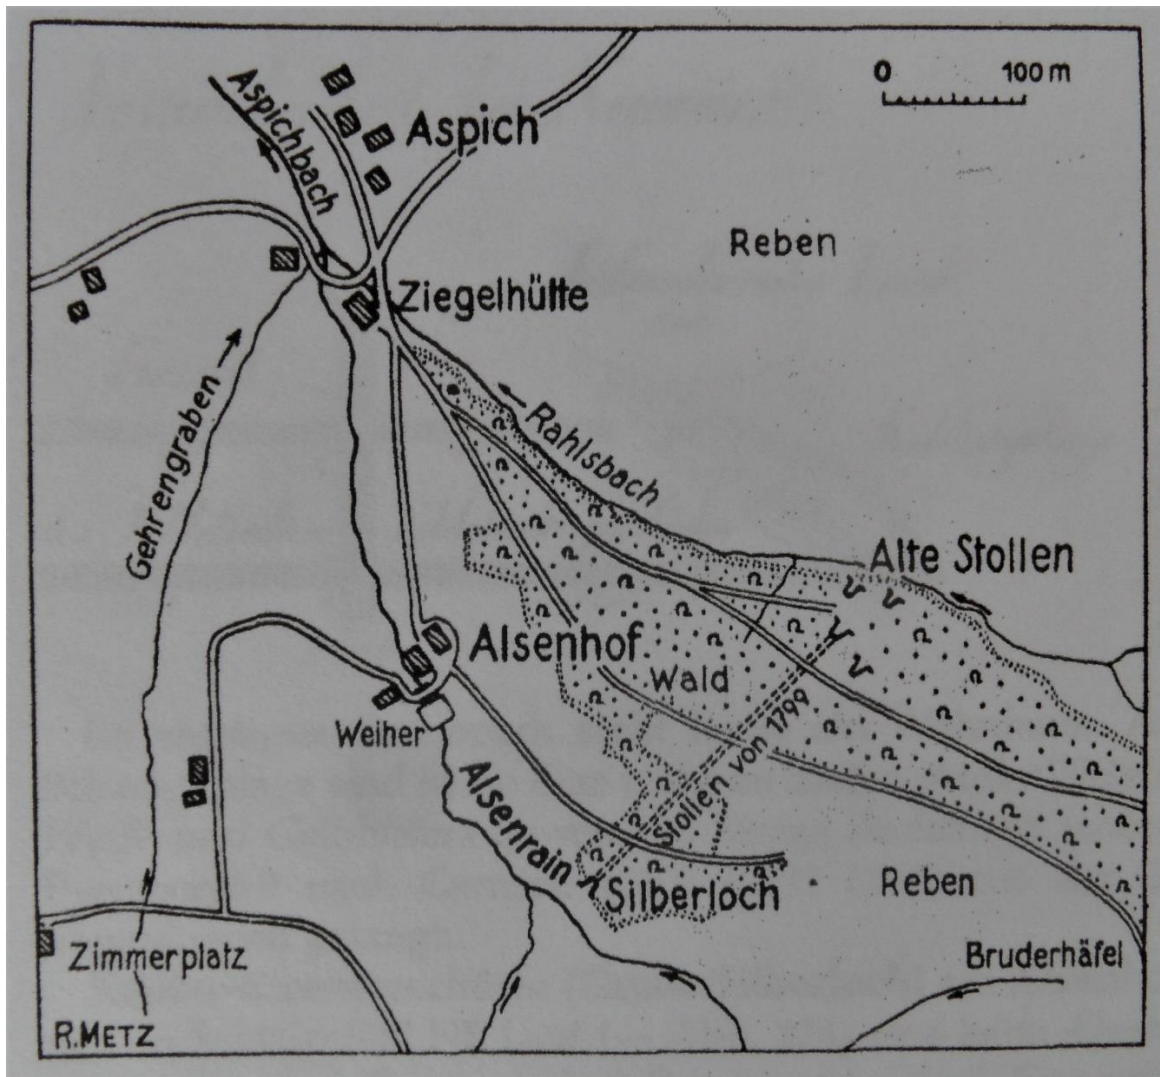 0 100 m
Aspichbach
Aspich
Reben
Ziegelhütte
Rahlsbach
Gehrengraben
Alte Stollen
Alsenhof
Wald
Weiher
Stollen von 1799
Alsenrain
Silberloch
Reben
Zimmerplatz
Bruderhäfel
R. METZ